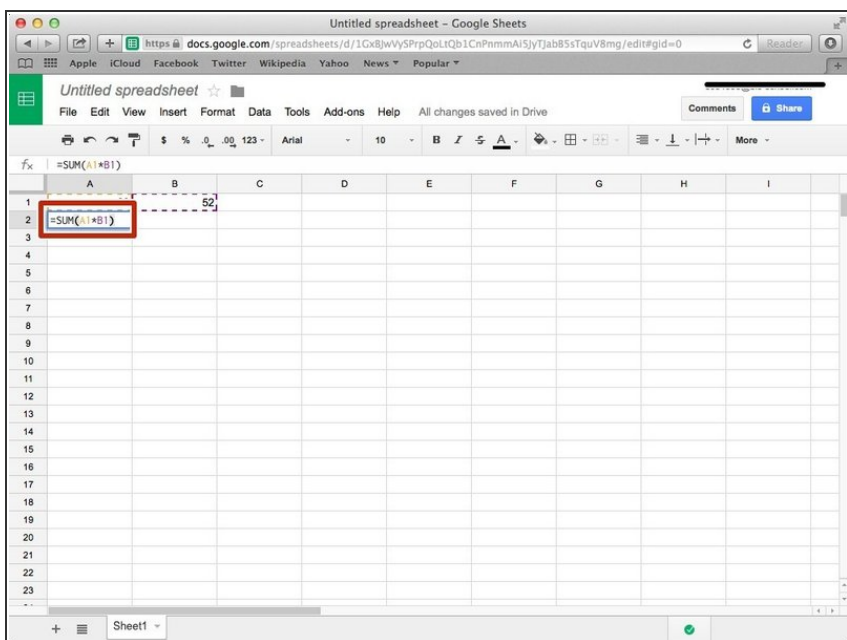 Untitled spreadsheet – Google Sheets
https docs.google.com/spreadsheets/d/1GxBJwVySPrpQoLtQb1CnPnmmAi5JyTJab85sTquV8mg/edit#gid=0 Reader
Apple iCloud Facebook Twitter Wikipedia Yahoo News Popular
Untitled spreadsheet
File Edit View Insert Format Data Tools Add-ons Help All changes saved in Drive Comments Share
$ % .0 .00 123 Arial 10 B I S A More
fx =SUM(A1*B1)
A B C D E F G H I
1 52
2 =SUM(A1*B1)
3
4
5
6
7
8
9
10
11
12
13
14
15
16
17
18
19
20
21
22
23
Sheet1